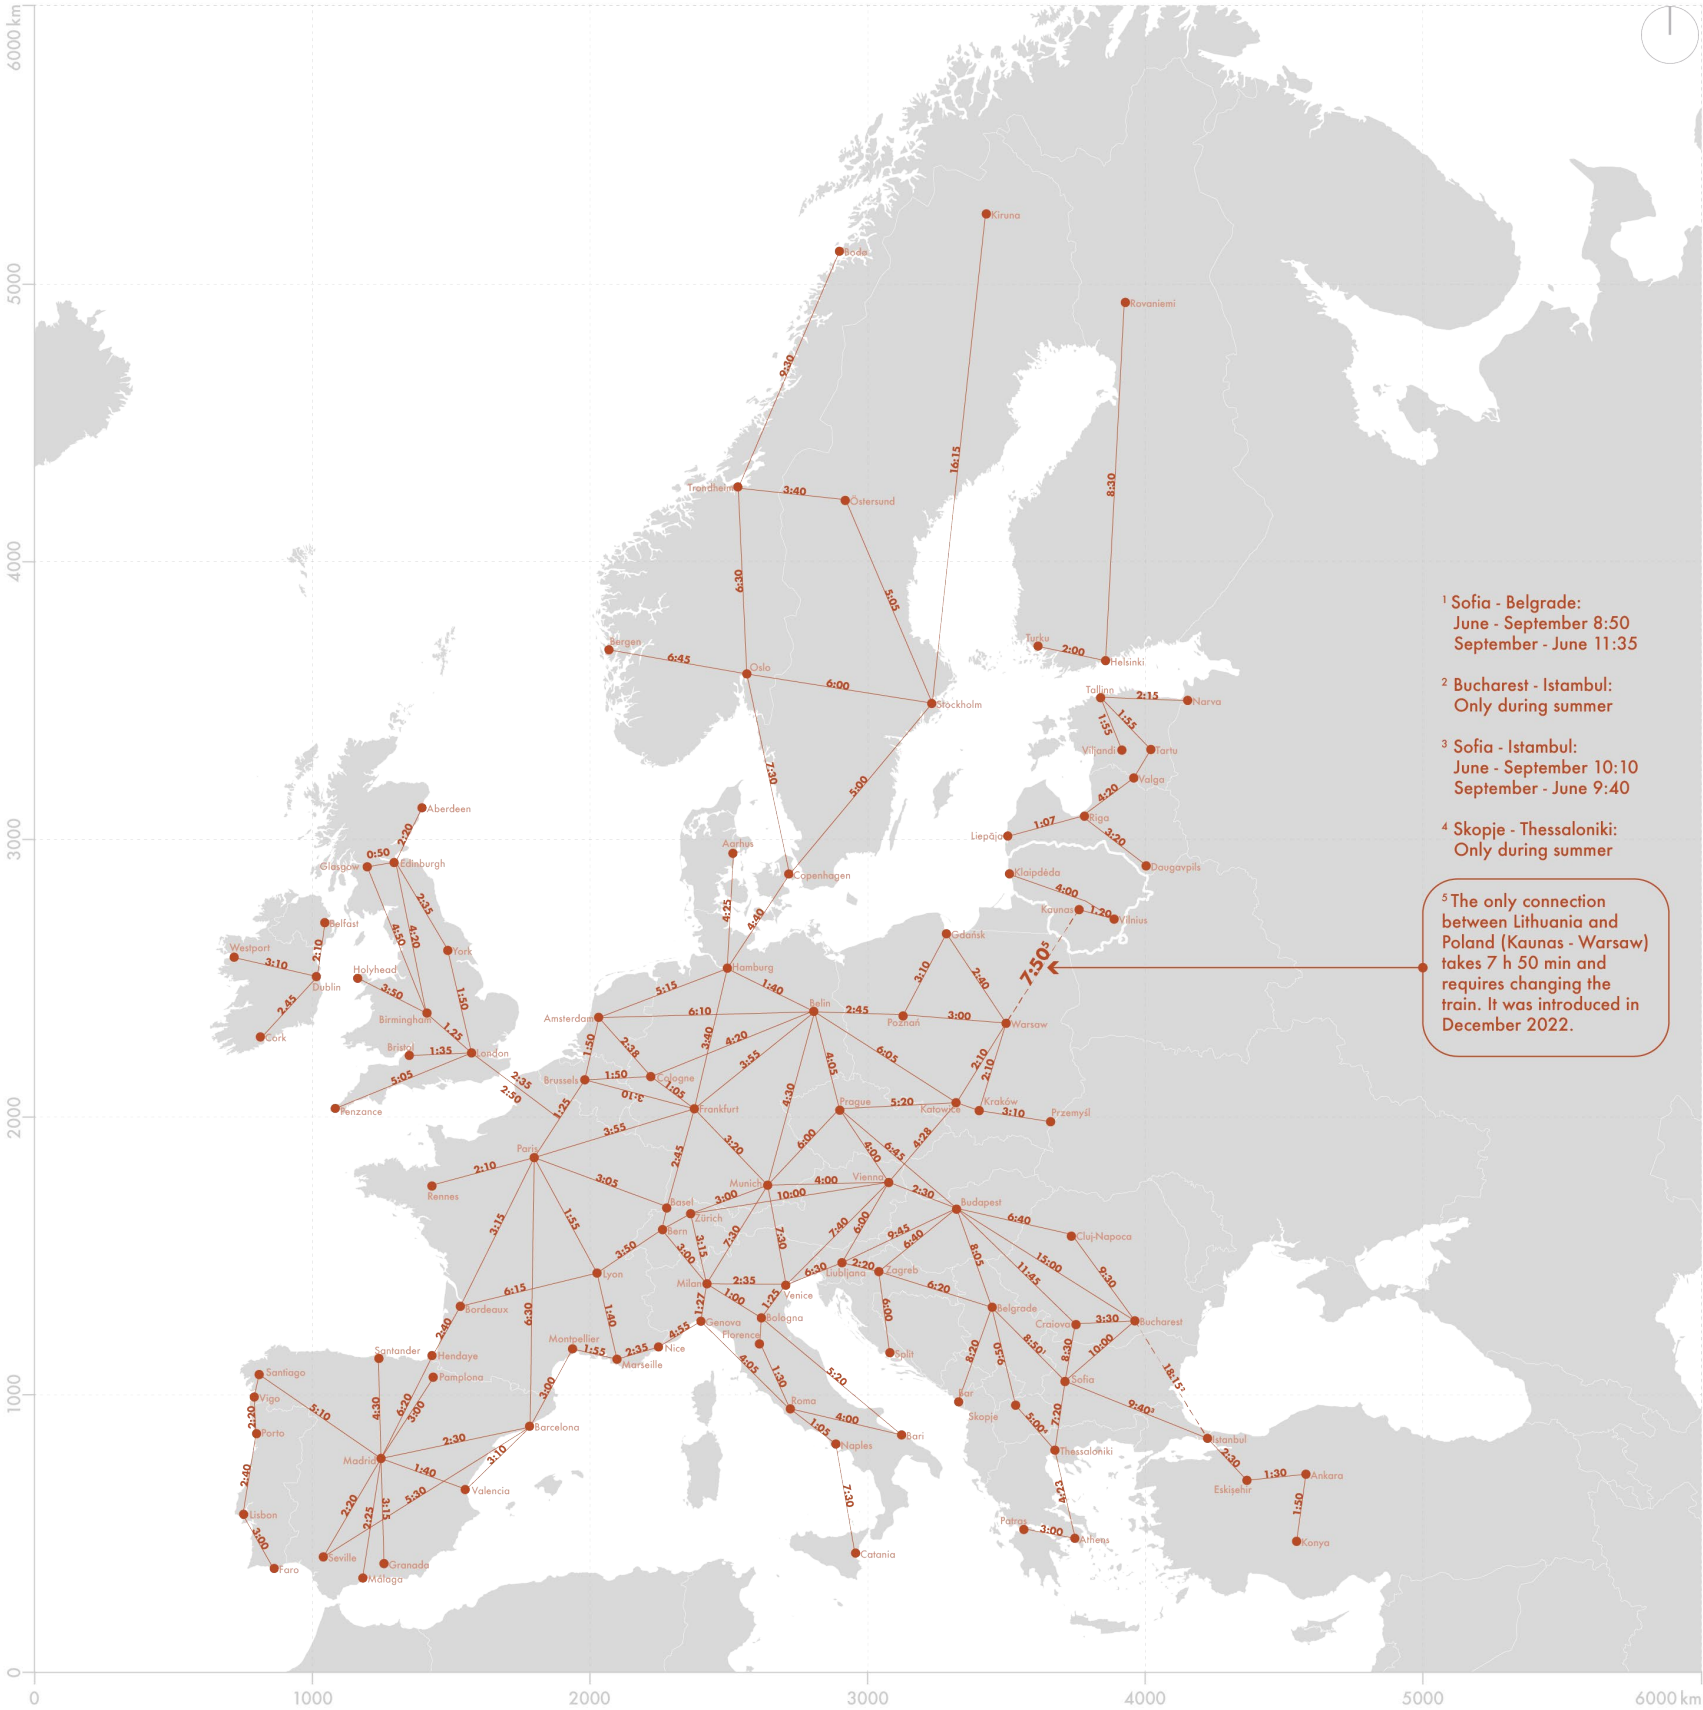 6000 km
5000
4000
3000
2000
1000
0
0
1000
2000
3000
4000
5000
6000 km
Kiruna
Bodø
Rovaniemi
9:30
16:15
8:30
Trondheim
3:40
Östersund
6:30
5:05
Bergen
6:45
Oslo
6:00
Stockholm
Turku
2:00
Helsinki
Tallinn
2:15
Narva
1:55
1:55
Viljandi
Tartu
Valga
4:20
Riga
Liepāja
1:07
3:20
Daugavpils
7:30
5:00
Aberdeen
2:20
Glasgow
0:50
Edinburgh
2:35
4:50
4:20
York
1:50
Belfast
2:10
Westport
3:10
Dublin
2.45
Cork
Holyhead
3:50
Birmingham
1.25
Bristol
1:35
London
5:05
Penzance
2:35
2:50
Aarhus
Copenhagen
4:25
4:40
Hamburg
Klaipdėda
4:00
Kaunas
1.20
Vilnius
Gdańsk
7:50⁵
3:10
2:40
5:15
1:40
Belin
Amsterdam
6:10
2:45
Poznań
3:00
Warsaw
1:50
2:38
3:40
4:20
3:55
4:05
6:05
2:10
2:10
Brussels
1:50
Cologne
1:05
3:10
Frankfurt
4:30
Prague
5:20
Katowice
Kraków
3:10
Przemyśl
1:25
3:55
Paris
2:45
3:20
6:00
4:00
6:45
4:28
2:10
Rennes
3:05
Munich
4:00
Vienna
2:30
Budapest
Basel
3:00
10:00
Zürich
Bern
3:15
1:55
3:50
3:00
3:15
7:30
7:30
7:40
6:00
9:45
6:40
6:40
Cluj-Napoca
Lyon
Milan
2:35
Venice
6:30
Liubljana
2:20
Zagreb
8:05
11:45
15:00
9:30
6:15
Bordeaux
6:30
1:40
1:27
1:00
1:25
Bologna
6:20
Belgrade
Craiova
3:30
Bucharest
2:40
Montpellier
1:55
Marseille
2:35
Nice
4:55
Genova
Florence
6:00
Split
8:20
9:50
8:50¹
8:30
10:00
18:15²
Santander
Hendaye
Pamplona
Santiago
Vigo
5:10
4:30
6:20
3:00
3:00
4:05
1:30
5:20
Sofia
Bar
Skopje
5:00⁴
7:20
9:40³
2:20
Porto
2:30
Barcelona
Roma
4:00
Bari
1:05
Naples
Thessaloniki
Istanbul
2:30
1:30
Ankara
Eskişehir
Madrid
1:40
3:10
Valencia
2:40
2:20
2:25
3:15
5:30
7:30
4:23
1:50
Lisbon
3:00
Faro
Seville
Málaga
Granada
Catania
Patras
3:00
Athens
Konya
¹ Sofia - Belgrade:
June - September 8:50
September - June 11:35
² Bucharest - Istambul:
Only during summer
³ Sofia - Istambul:
June - September 10:10
September - June 9:40
⁴ Skopje - Thessaloniki:
Only during summer
⁵ The only connection
between Lithuania and
Poland (Kaunas - Warsaw)
takes 7 h 50 min and
requires changing the
train. It was introduced in
December 2022.